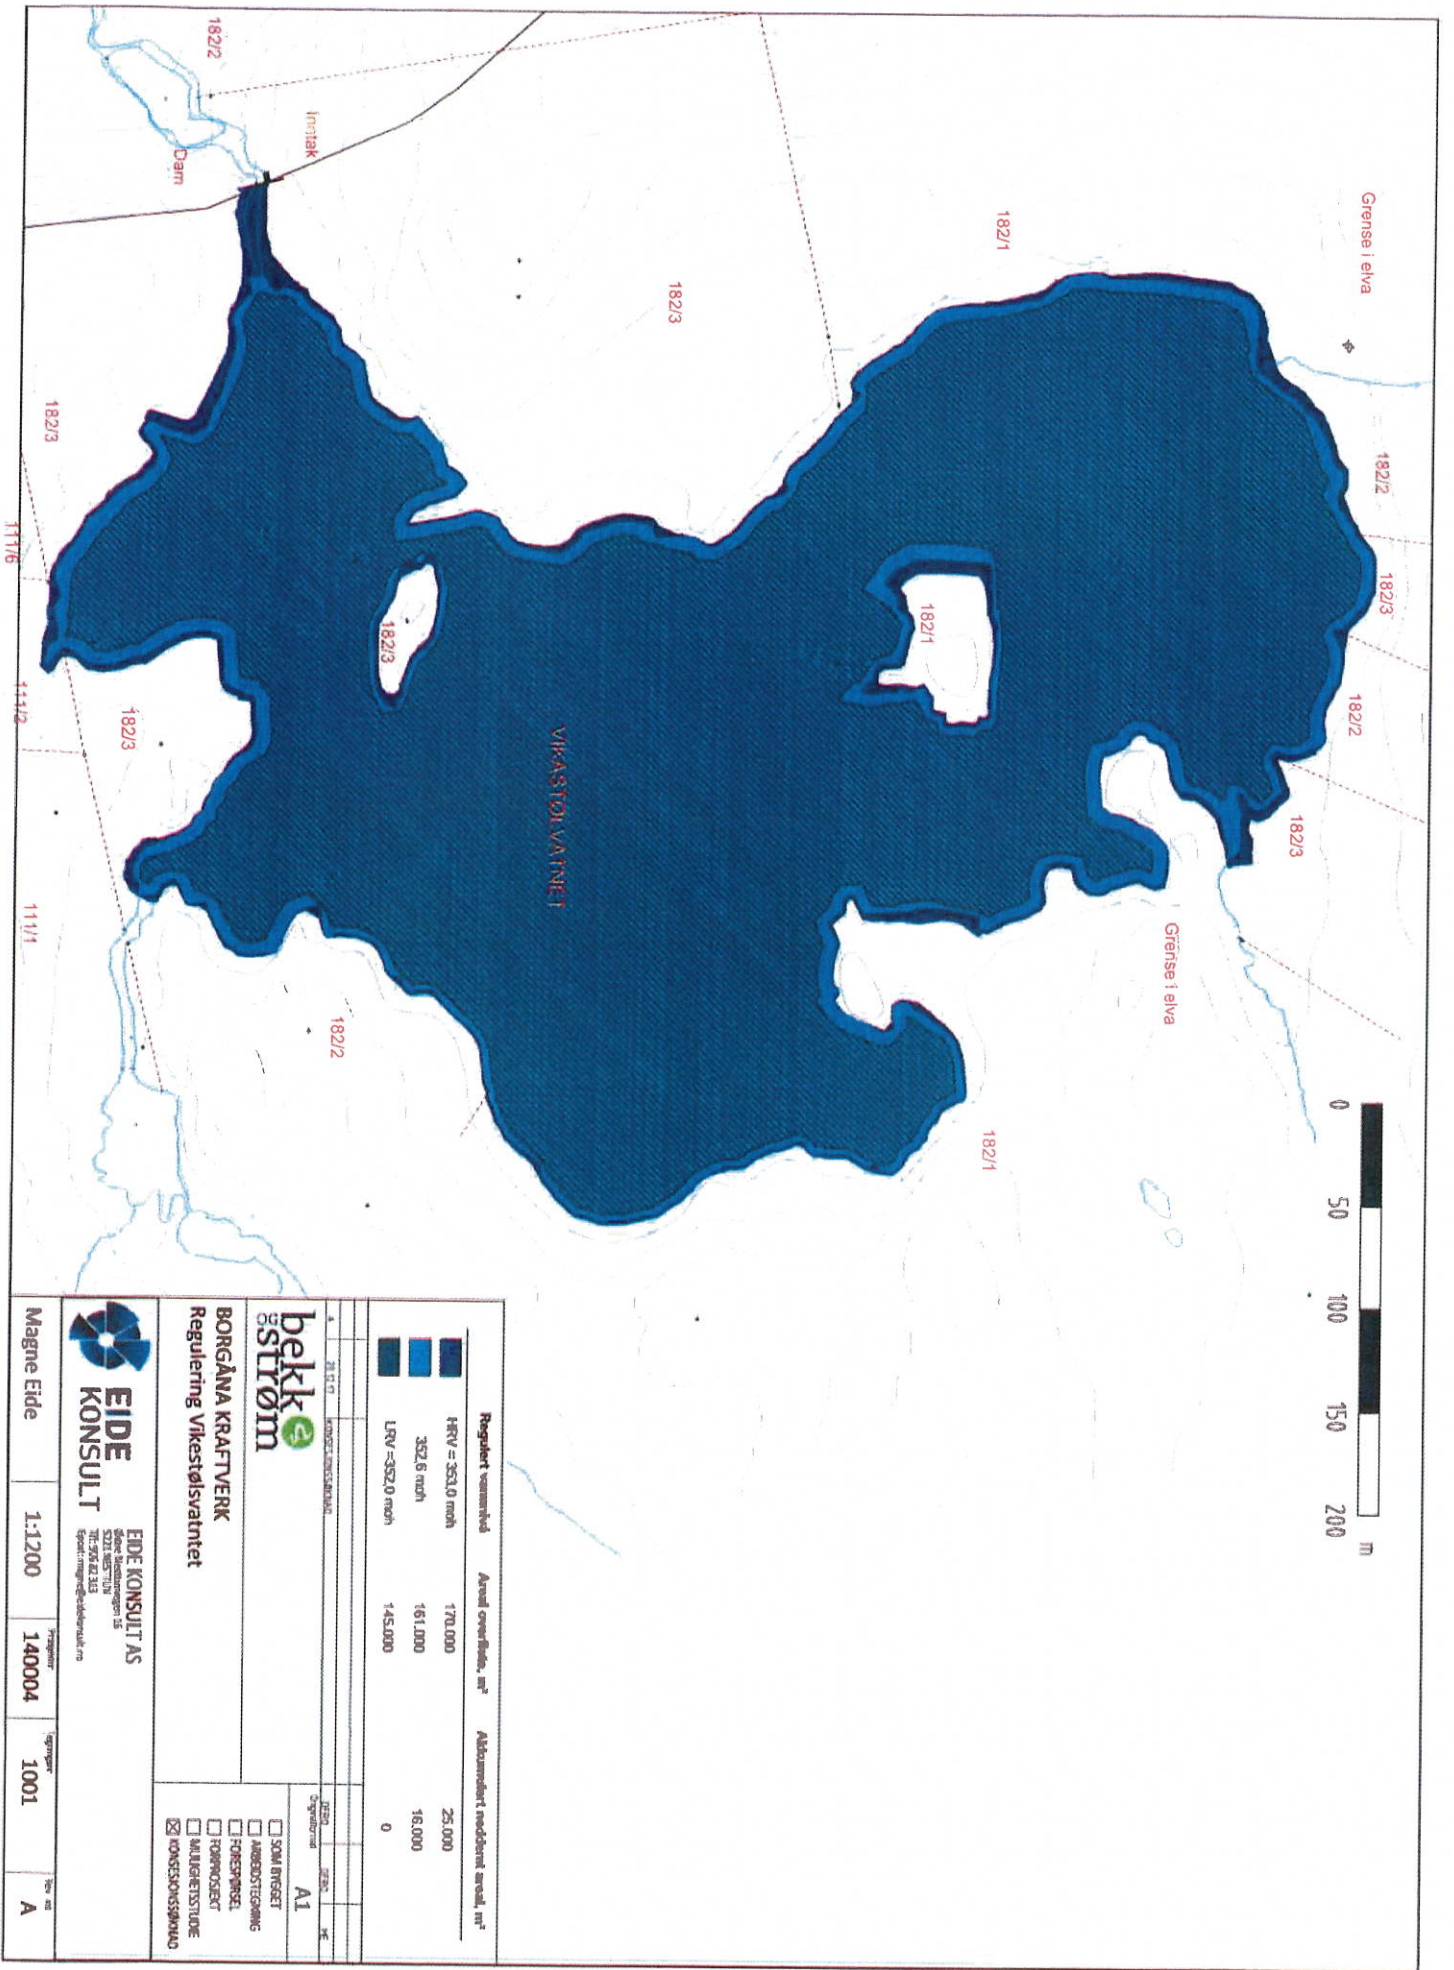 Grense i elva
182/2
182/3
182/2
182/3
Grense i elva
182/1
182/1
182/1
182/3
182/3
VIKASTØLVATNET
182/2
Inntak
Dam
182/2
182/3
182/3
111/6
111/2
111/1
0 50 100 150 200 m
Regulert vannnivå Areal overflate, m² Akkumulert neddemt areal, m²
HRV = 353,0 moh 170.000 25.000
352,6 moh 161.000 16.000
LRV =352,0 moh 145.000 0
A KONSESJONSSØKNAD
bekk
og strøm
Originalformat A1
BORGÅNA KRAFTVERK
Regulering Vikestølsvatntet
SOM BYGGET
ARBEIDSTEGNING
FORESPØRSEL
FORPROSJEKT
MULIGHETSSTUDIE
KONSESJONSSØKNAD
EIDE
KONSULT
EIDE KONSULT AS
Magne Eide 1:1200 140004 1001 A